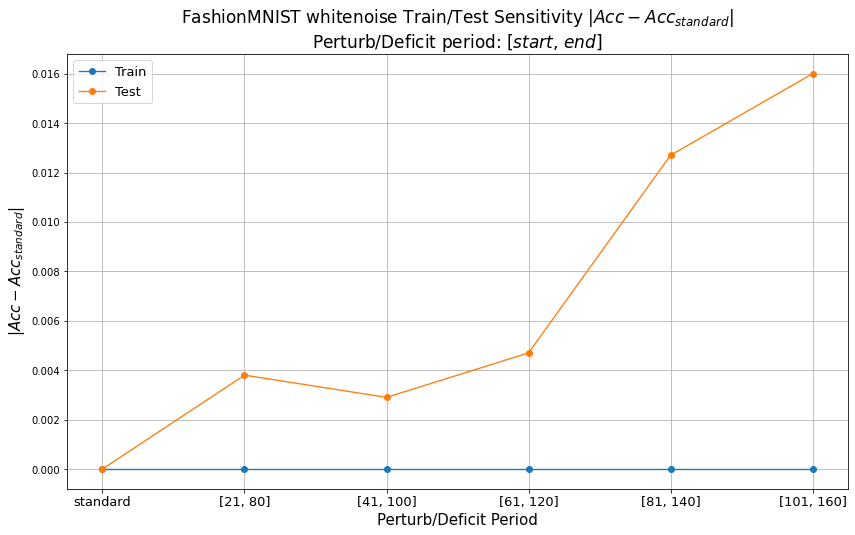 FashionMNIST whitenoise Train/Test Sensitivity |Acc − Acc_standard|
Perturb/Deficit period: [start, end]
Train
Test
|Acc − Acc_standard|
0.016
0.014
0.012
0.010
0.008
0.006
0.004
0.002
0.000
standard
[21, 80]
[41, 100]
[61, 120]
[81, 140]
[101, 160]
Perturb/Deficit Period